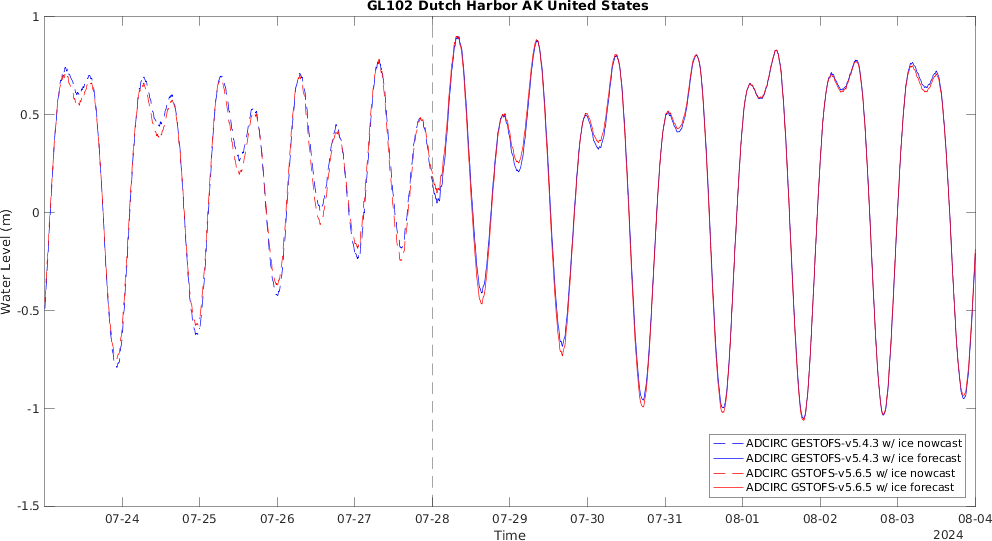 GL102 Dutch Harbor AK United States
1
0.5
0
-0.5
-1
-1.5
Water Level (m)
ADCIRC GESTOFS-v5.4.3 w/ ice nowcast
ADCIRC GESTOFS-v5.4.3 w/ ice forecast
ADCIRC GSTOFS-v5.6.5 w/ ice nowcast
ADCIRC GSTOFS-v5.6.5 w/ ice forecast
07-24 07-25 07-26 07-27 07-28 07-29 07-30 07-31 08-01 08-02 08-03 08-04
Time 2024